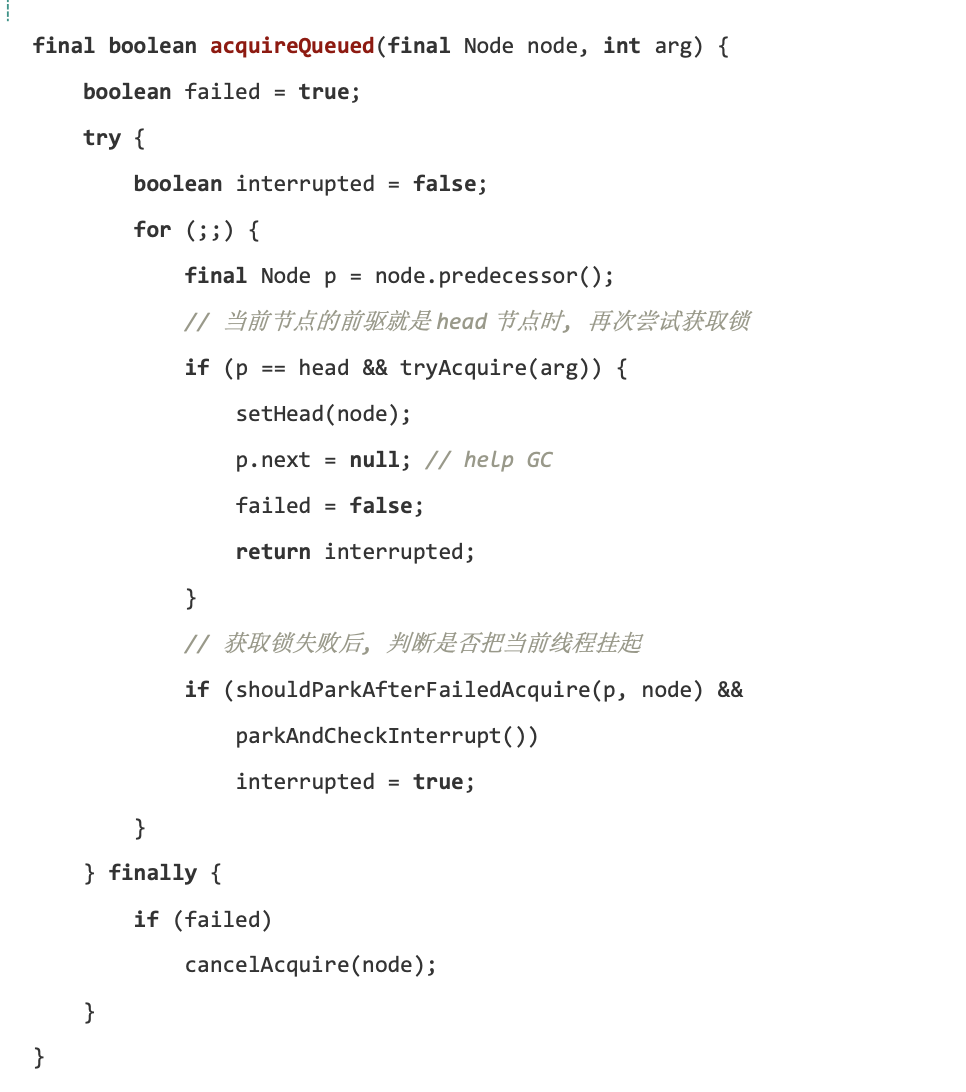 final boolean acquireQueued(final Node node, int arg) {
boolean failed = true;
try {
boolean interrupted = false;
for (;;) {
final Node p = node.predecessor();
// 当前节点的前驱就是 head 节点时, 再次尝试获取锁
if (p == head && tryAcquire(arg)) {
setHead(node);
p.next = null; // help GC
failed = false;
return interrupted;
}
// 获取锁失败后, 判断是否把当前线程挂起
if (shouldParkAfterFailedAcquire(p, node) &&
parkAndCheckInterrupt())
interrupted = true;
}
} finally {
if (failed)
cancelAcquire(node);
}
}